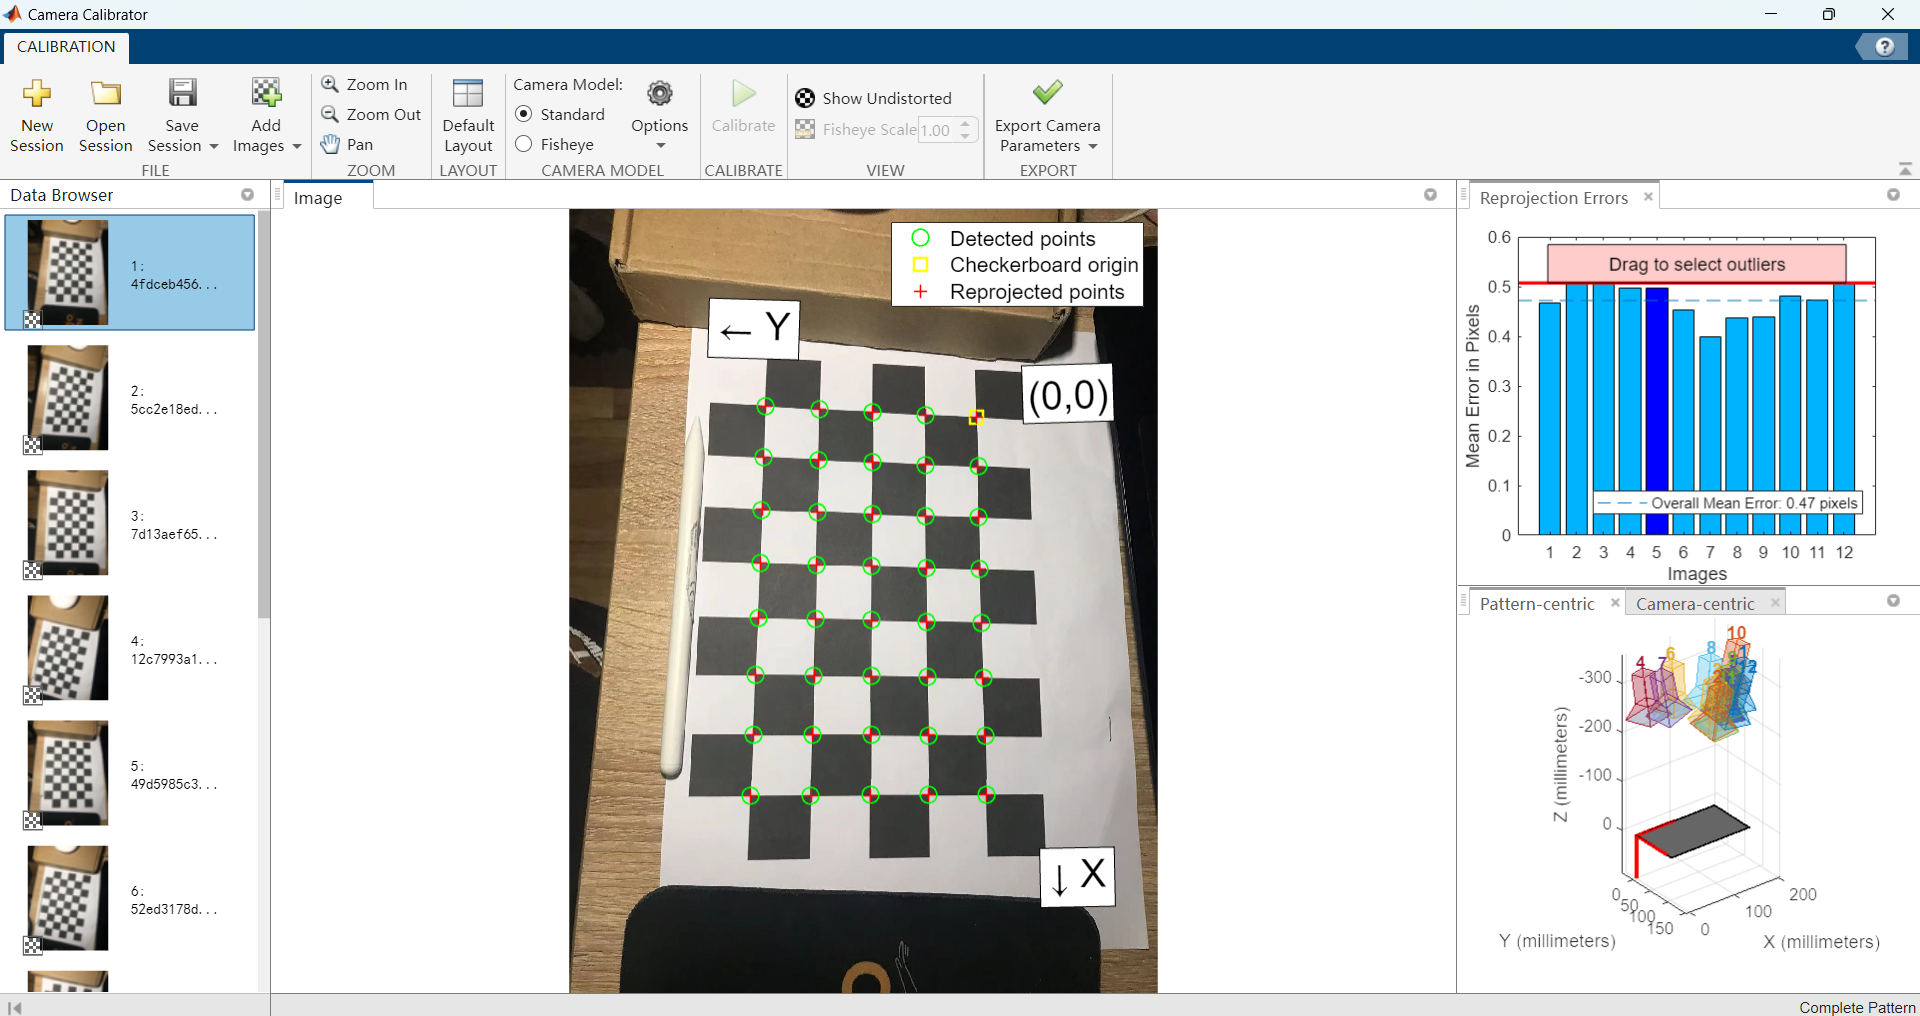 Camera Calibrator
CALIBRATION
New Session
Open Session
Save Session
Add Images
FILE
Zoom In
Zoom Out
Pan
ZOOM
Default Layout
LAYOUT
Camera Model:
Standard
Fisheye
Options
CAMERA MODEL
Calibrate
CALIBRATE
Show Undistorted
Fisheye Scale 1.00
VIEW
Export Camera Parameters
EXPORT
Data Browser
1:
4fdceb456...
2:
5cc2e18ed...
3:
7d13aef65...
4:
12c7993a1...
5:
49d5985c3...
6:
52ed3178d...
Image
Detected points
Checkerboard origin
Reprojected points
← Y
(0,0)
↓ X
Reprojection Errors
Drag to select outliers
Mean Error in Pixels
0.6
0.5
0.4
0.3
0.2
0.1
0
Overall Mean Error: 0.47 pixels
1 2 3 4 5 6 7 8 9 10 11 12
Images
Pattern-centric
Camera-centric
10
8
6
4
7
1
2
12
Z (millimeters)
-300
-200
-100
0
0
50
100
150
0
100
200
Y (millimeters)
X (millimeters)
Complete Pattern